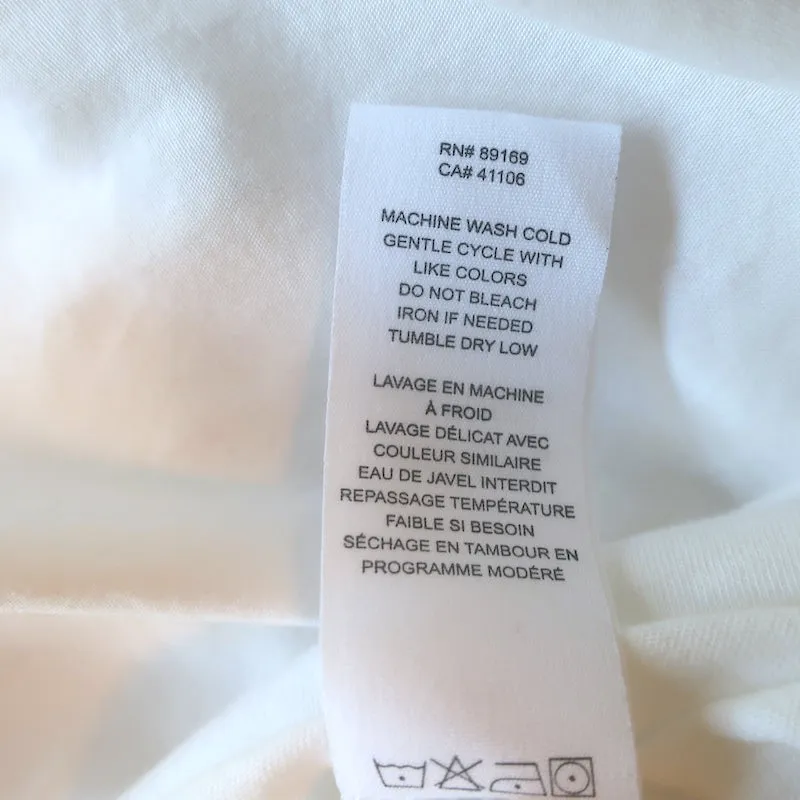 RN# 89169
CA# 41106
MACHINE WASH COLD
GENTLE CYCLE WITH
LIKE COLORS
DO NOT BLEACH
IRON IF NEEDED
TUMBLE DRY LOW
LAVAGE EN MACHINE
À FROID
LAVAGE DÉLICAT AVEC
COULEUR SIMILAIRE
EAU DE JAVEL INTERDIT
REPASSAGE TEMPÉRATURE
FAIBLE SI BESOIN
SÉCHAGE EN TAMBOUR EN
PROGRAMME MODÉRÉ